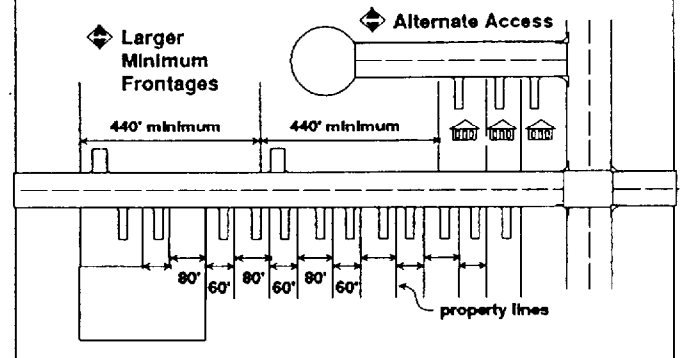 Larger
Minimum
Frontages
Alternate Access
440' minimum
440' minimum
80'
60'
80'
60'
80'
60'
property lines